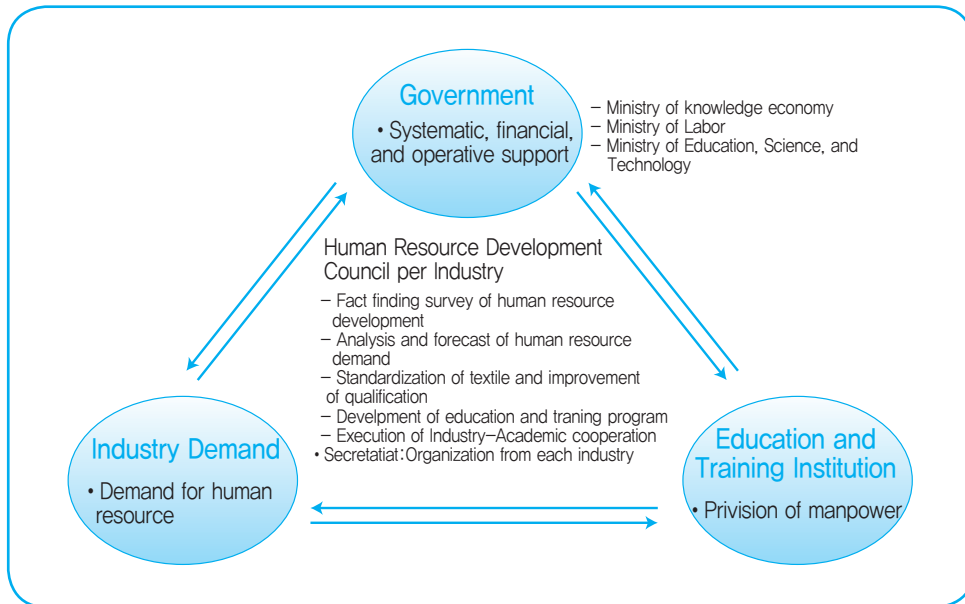 Government
• Systematic, financial,
and operative support
– Ministry of knowledge economy
– Ministry of Labor
– Ministry of Education, Science, and
Technology
Human Resource Development
Council per Industry
– Fact finding survey of human resource
development
– Analysis and forecast of human resource
demand
– Standardization of textile and improvement
of qualification
– Develpment of education and traning program
– Execution of Industry-Academic cooperation
• Secretatiat:Organization from each industry
Industry Demand
• Demand for human
resource
Education and
Training Institution
• Privision of manpower